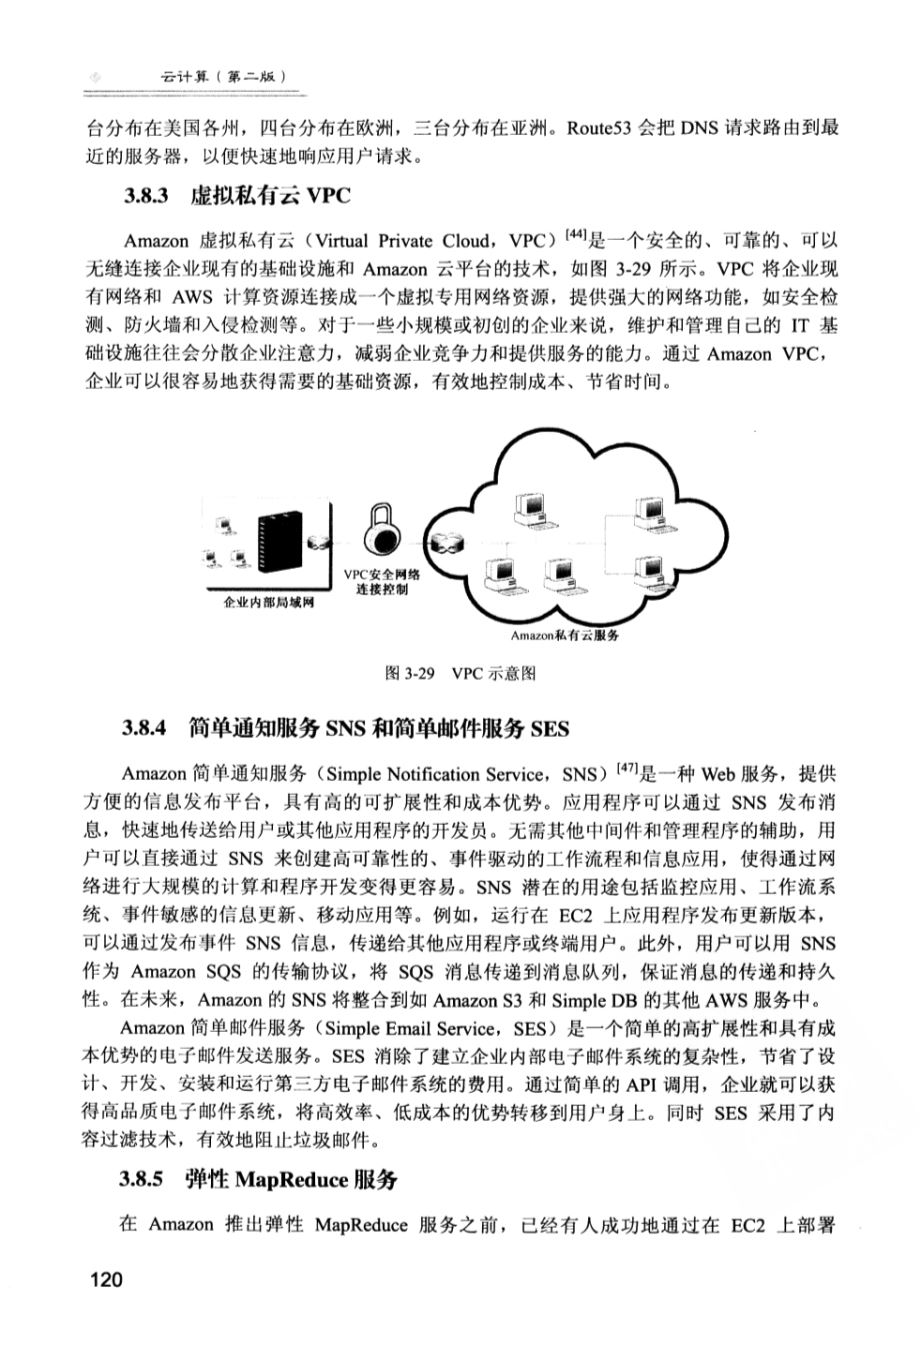 云计算(第二版)
台分布在美国各州，四台分布在欧洲，三台分布在亚洲。Route53 会把 DNS 请求路由到最
近的服务器，以便快速地响应用户请求。
3.8.3 虚拟私有云 VPC
Amazon 虚拟私有云（Virtual Private Cloud，VPC）[44]是一个安全的、可靠的、可以
无缝连接企业现有的基础设施和 Amazon 云平台的技术，如图 3-29 所示。VPC 将企业现
有网络和 AWS 计算资源连接成一个虚拟专用网络资源，提供强大的网络功能，如安全检
测、防火墙和入侵检测等。对于一些小规模或初创的企业来说，维护和管理自己的 IT 基
础设施往往会分散企业注意力，减弱企业竞争力和提供服务的能力。通过 Amazon VPC，
企业可以很容易地获得需要的基础资源，有效地控制成本、节省时间。
VPC安全网络
连接控制
企业内部局域网
Amazon私有云服务
图 3-29 VPC 示意图
3.8.4 简单通知服务 SNS 和简单邮件服务 SES
Amazon 简单通知服务（Simple Notification Service，SNS）[47]是一种 Web 服务，提供
方便的信息发布平台，具有高的可扩展性和成本优势。应用程序可以通过 SNS 发布消
息，快速地传送给用户或其他应用程序的开发员。无需其他中间件和管理程序的辅助，用
户可以直接通过 SNS 来创建高可靠性的、事件驱动的工作流程和信息应用，使得通过网
络进行大规模的计算和程序开发变得更容易。SNS 潜在的用途包括监控应用、工作流系
统、事件敏感的信息更新、移动应用等。例如，运行在 EC2 上应用程序发布更新版本，
可以通过发布事件 SNS 信息，传递给其他应用程序或终端用户。此外，用户可以用 SNS
作为 Amazon SQS 的传输协议，将 SQS 消息传递到消息队列，保证消息的传递和持久
性。在未来，Amazon 的 SNS 将整合到如 Amazon S3 和 Simple DB 的其他 AWS 服务中。
Amazon 简单邮件服务（Simple Email Service，SES）是一个简单的高扩展性和具有成
本优势的电子邮件发送服务。SES 消除了建立企业内部电子邮件系统的复杂性，节省了设
计、开发、安装和运行第三方电子邮件系统的费用。通过简单的 API 调用，企业就可以获
得高品质电子邮件系统，将高效率、低成本的优势转移到用户身上。同时 SES 采用了内
容过滤技术，有效地阻止垃圾邮件。
3.8.5 弹性 MapReduce 服务
在 Amazon 推出弹性 MapReduce 服务之前，已经有人成功地通过在 EC2 上部署
120